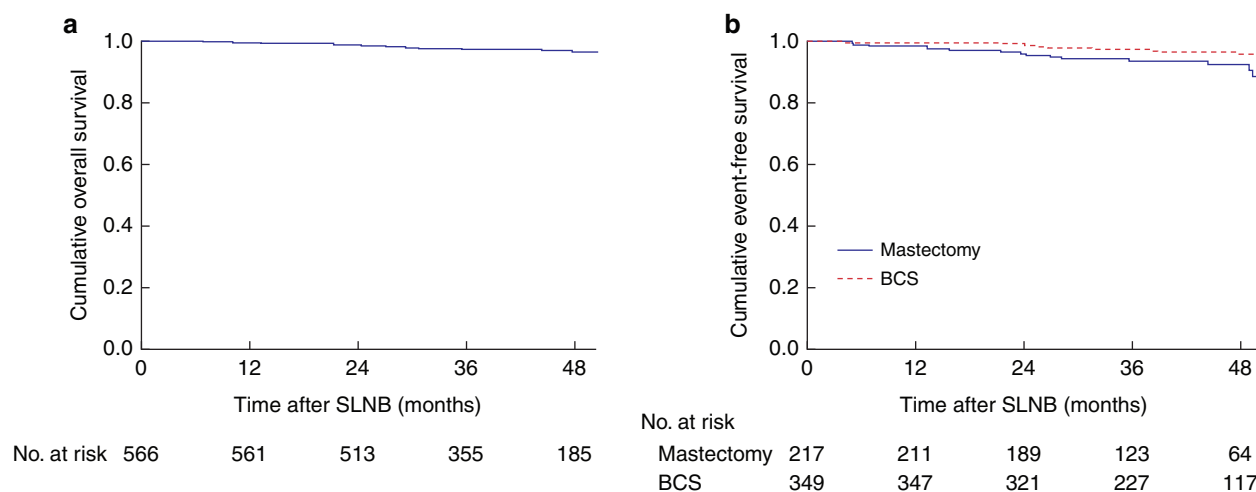 a
1.0
0.8
0.6
0.4
0.2
0.0
Cumulative overall survival
0 12 24 36 48
Time after SLNB (months)
No. at risk 566 561 513 355 185
b
1.0
0.8
0.6
0.4
0.2
0.0
Cumulative event-free survival
Mastectomy
BCS
0 12 24 36 48
Time after SLNB (months)
No. at risk
Mastectomy 217 211 189 123 64
BCS 349 347 321 227 117